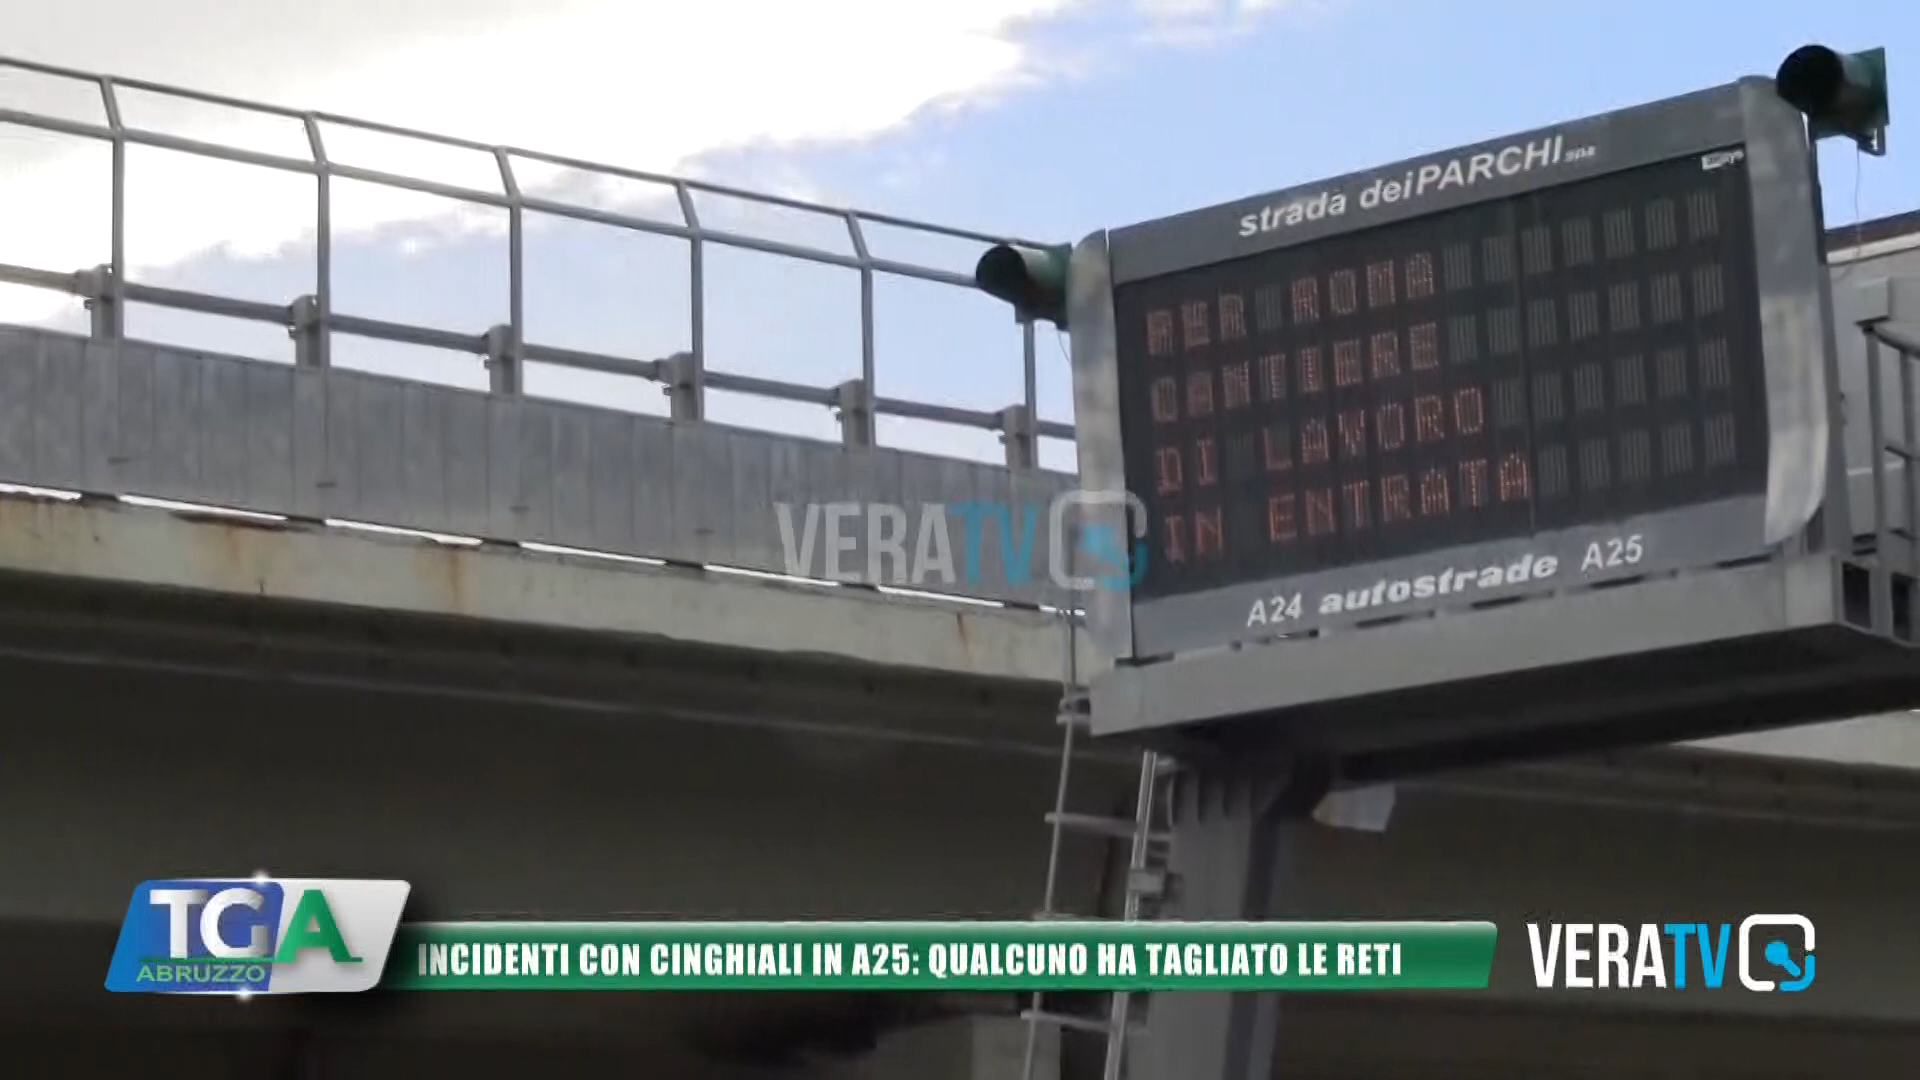 strada deiPARCHI spa
PER ROMA
CANTIERE
DI LAVORO
IN ENTRATA
A24 autostrade A25
VERATV
TGA
ABRUZZO
INCIDENTI CON CINGHIALI IN A25: QUALCUNO HA TAGLIATO LE RETI
VERATV